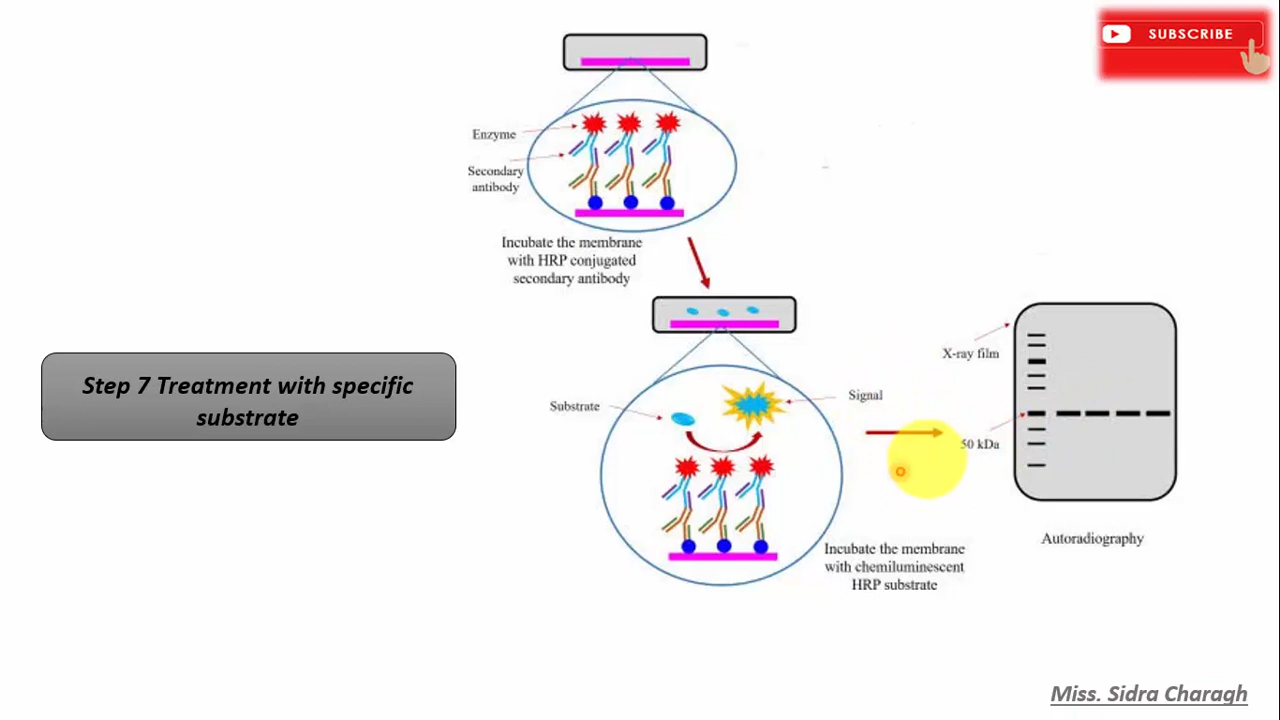 SUBSCRIBE
Enzyme
Secondary
antibody
Incubate the membrane
with HRP conjugated
secondary antibody
Step 7 Treatment with specific
substrate
Substrate
Signal
X-ray film
50 kDa
Autoradiography
Incubate the membrane
with chemiluminescent
HRP substrate
Miss. Sidra Charagh